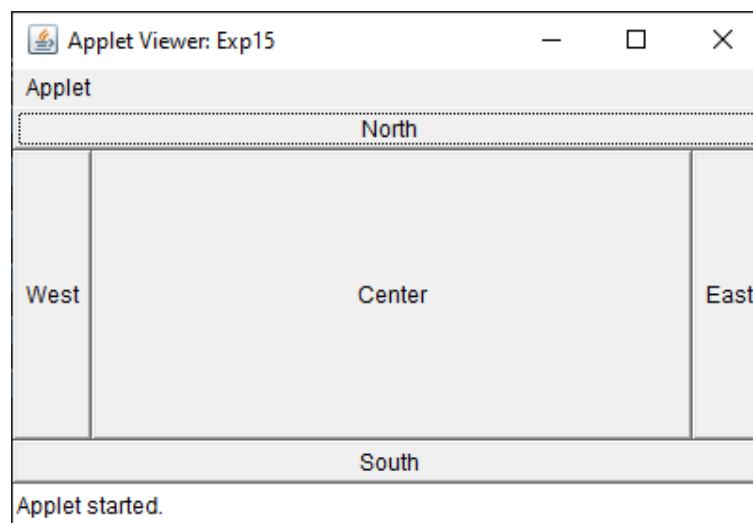 Applet Viewer: Exp15
Applet
North
West Center East
South
Applet started.